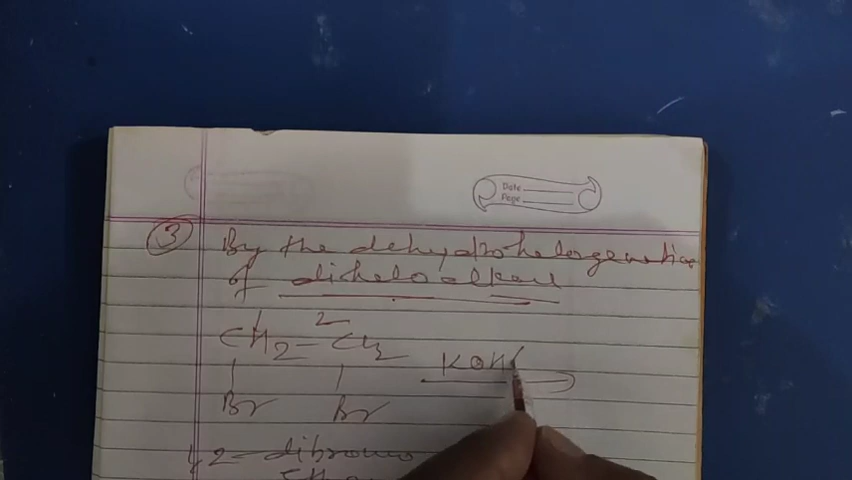 Date
Page
3 By the dehydrohalogenation
of dihaloalkane
1 2
CH2 - CH2 KOH(
Br Br
1,2-dibromo